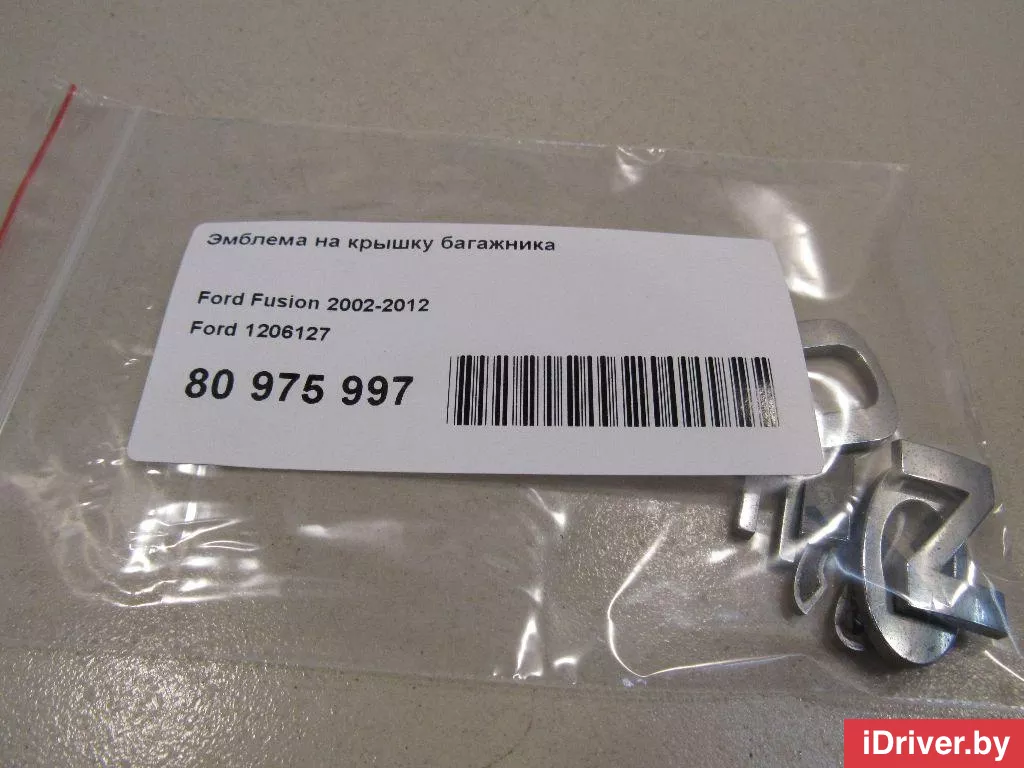 Эмблема на крышку багажника
Ford Fusion 2002-2012
Ford 1206127
80 975 997
iDriver.by